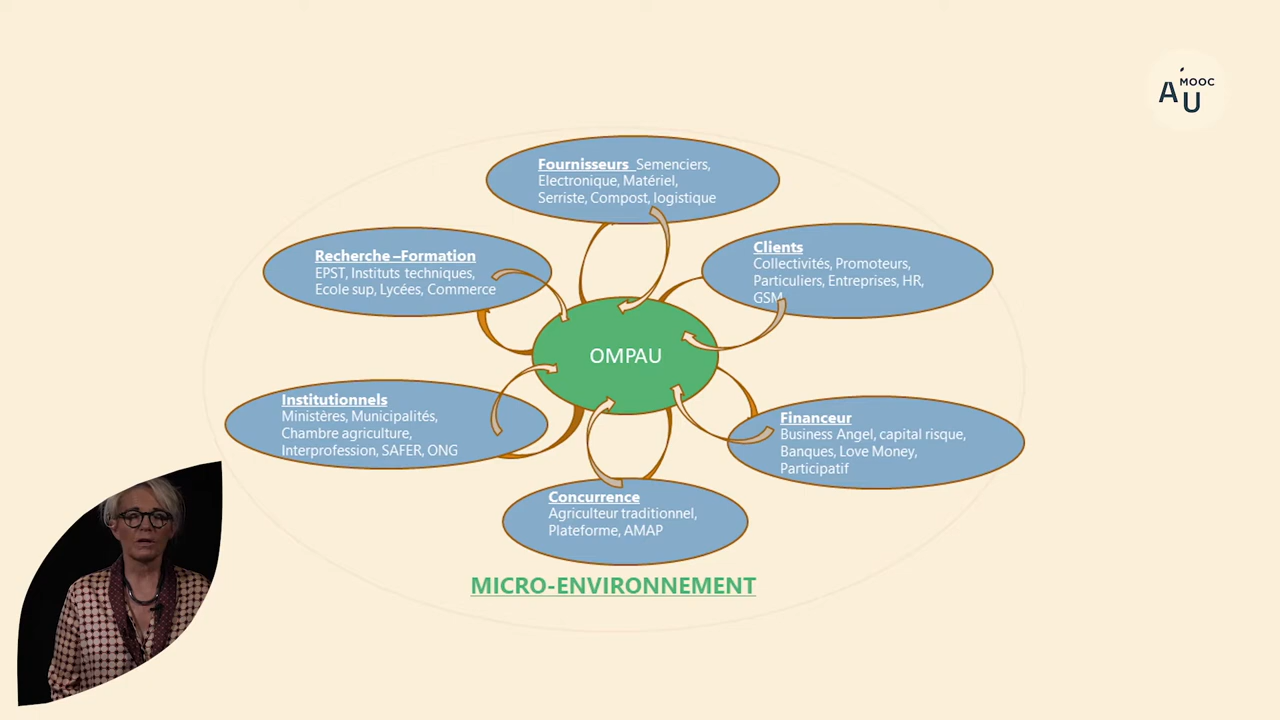 MOOC
AU
Fournisseurs Semenciers,
Electronique, Matériel,
Serriste, Compost, logistique
Recherche –Formation
EPST, Instituts techniques,
Ecole sup, Lycées, Commerce
Clients
Collectivités, Promoteurs,
Particuliers, Entreprises, HR,
GSM
OMPAU
Institutionnels
Ministères, Municipalités,
Chambre agriculture,
Interprofession, SAFER, ONG
Financeur
Business Angel, capital risque,
Banques, Love Money,
Participatif
Concurrence
Agriculteur traditionnel,
Plateforme, AMAP
MICRO-ENVIRONNEMENT